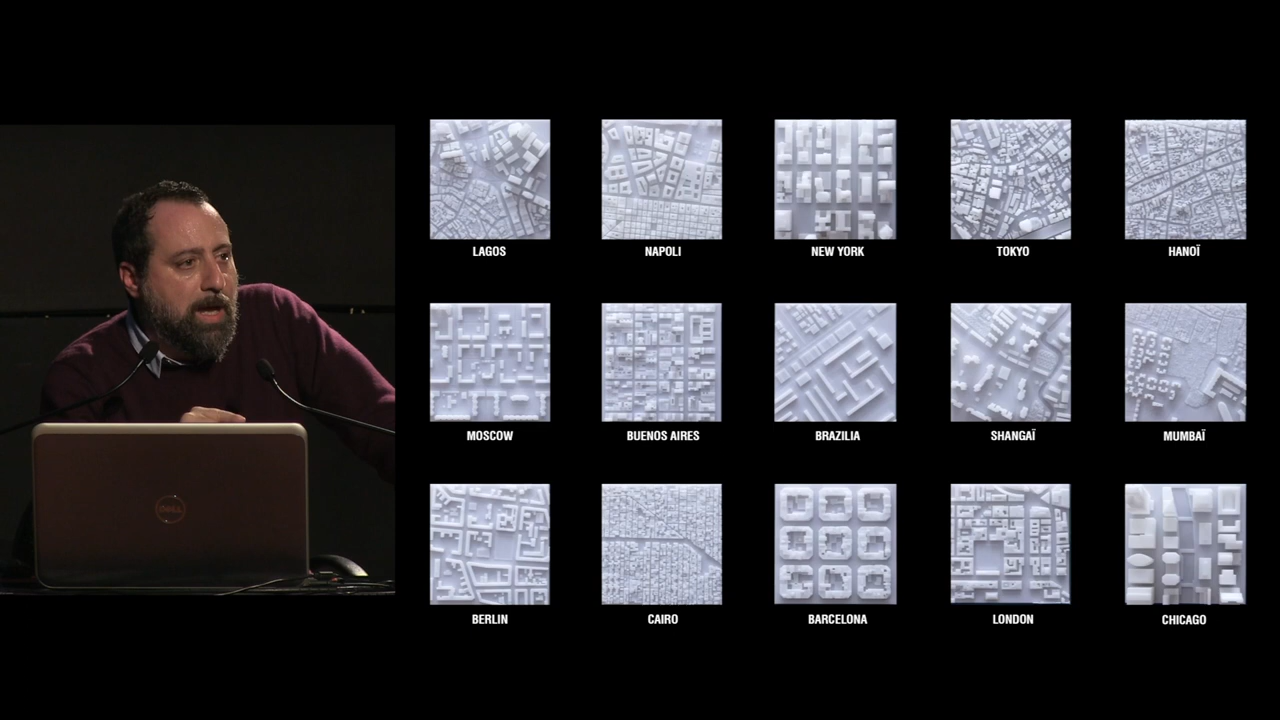 LAGOS
NAPOLI
NEW YORK
TOKYO
HANOÏ
MOSCOW
BUENOS AIRES
BRAZILIA
SHANGAÏ
MUMBAÏ
BERLIN
CAIRO
BARCELONA
LONDON
CHICAGO
DELL